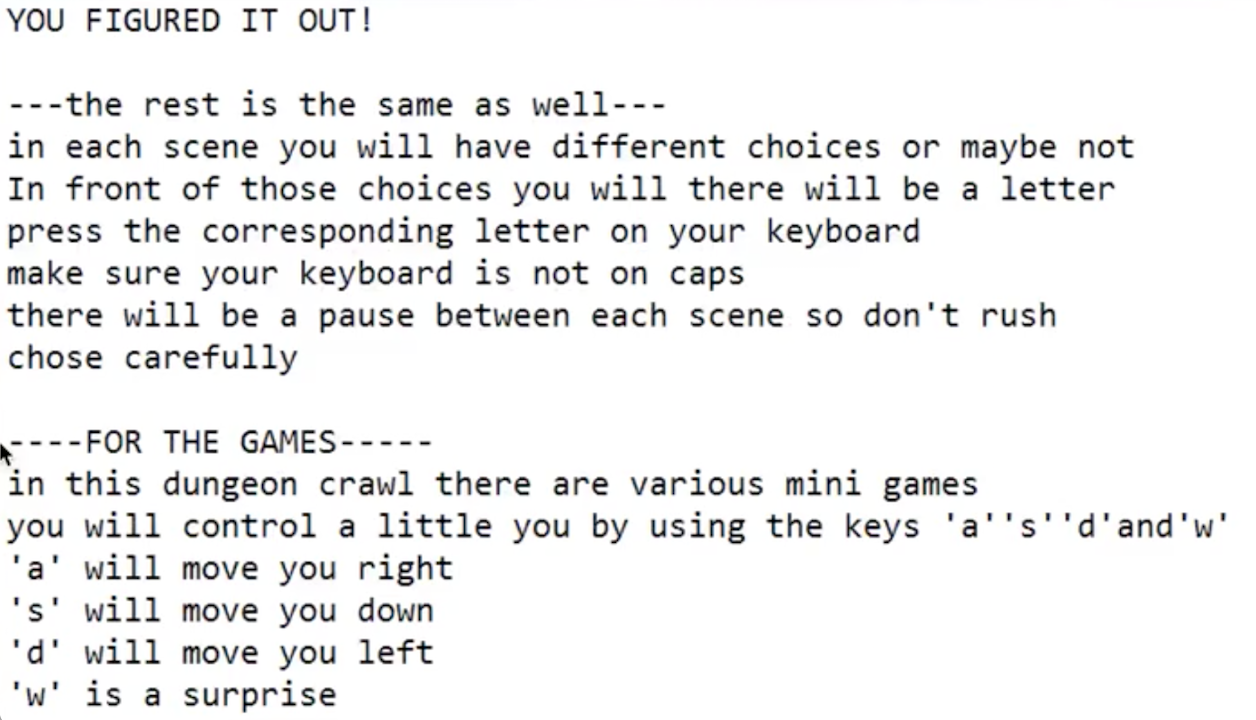 YOU FIGURED IT OUT!
---the rest is the same as well---
in each scene you will have different choices or maybe not
In front of those choices you will there will be a letter
press the corresponding letter on your keyboard
make sure your keyboard is not on caps
there will be a pause between each scene so don't rush
chose carefully
----FOR THE GAMES-----
in this dungeon crawl there are various mini games
you will control a little you by using the keys 'a''s''d'and'w'
'a' will move you right
's' will move you down
'd' will move you left
'w' is a surprise